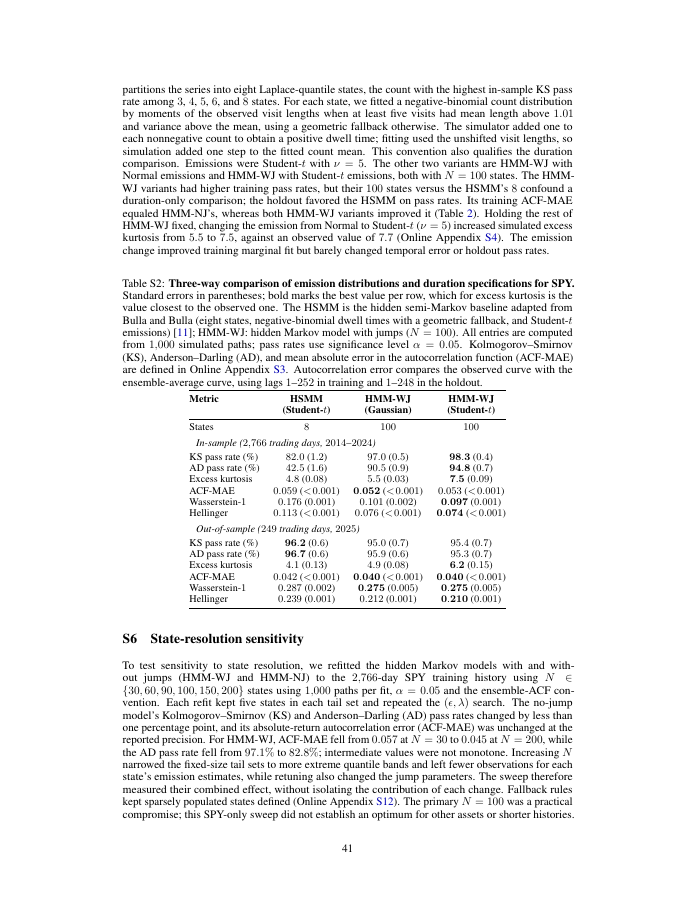 partitions the series into eight Laplace-quantile states, the count with the highest in-sample KS pass
rate among 3, 4, 5, 6, and 8 states. For each state, we fitted a negative-binomial count distribution
by moments of the observed visit lengths when at least five visits had mean length above 1.01
and variance above the mean, using a geometric fallback otherwise. The simulator added one to
each nonnegative count to obtain a positive dwell time; fitting used the unshifted visit lengths, so
simulation added one step to the fitted count mean. This convention also qualifies the duration
comparison. Emissions were Student-t with ν = 5. The other two variants are HMM-WJ with
Normal emissions and HMM-WJ with Student-t emissions, both with N = 100 states. The HMM-
WJ variants had higher training pass rates, but their 100 states versus the HSMM's 8 confound a
duration-only comparison; the holdout favored the HSMM on pass rates. Its training ACF-MAE
equaled HMM-NJ's, whereas both HMM-WJ variants improved it (Table 2). Holding the rest of
HMM-WJ fixed, changing the emission from Normal to Student-t (ν = 5) increased simulated excess
kurtosis from 5.5 to 7.5, against an observed value of 7.7 (Online Appendix S4). The emission
change improved training marginal fit but barely changed temporal error or holdout pass rates.
Table S2: Three-way comparison of emission distributions and duration specifications for SPY.
Standard errors in parentheses; bold marks the best value per row, which for excess kurtosis is the
value closest to the observed one. The HSMM is the hidden semi-Markov baseline adapted from
Bulla and Bulla (eight states, negative-binomial dwell times with a geometric fallback, and Student-t
emissions) [11]; HMM-WJ: hidden Markov model with jumps (N = 100). All entries are computed
from 1,000 simulated paths; pass rates use significance level α = 0.05. Kolmogorov–Smirnov
(KS), Anderson–Darling (AD), and mean absolute error in the autocorrelation function (ACF-MAE)
are defined in Online Appendix S3. Autocorrelation error compares the observed curve with the
ensemble-average curve, using lags 1–252 in training and 1–248 in the holdout.
Metric HSMM HMM-WJ HMM-WJ
(Student-t) (Gaussian) (Student-t)
States 8 100 100
In-sample (2,766 trading days, 2014–2024)
KS pass rate (%) 82.0 (1.2) 97.0 (0.5) 98.3 (0.4)
AD pass rate (%) 42.5 (1.6) 90.5 (0.9) 94.8 (0.7)
Excess kurtosis 4.8 (0.08) 5.5 (0.03) 7.5 (0.09)
ACF-MAE 0.059 (<0.001) 0.052 (<0.001) 0.053 (<0.001)
Wasserstein-1 0.176 (0.001) 0.101 (0.002) 0.097 (0.001)
Hellinger 0.113 (<0.001) 0.076 (<0.001) 0.074 (<0.001)
Out-of-sample (249 trading days, 2025)
KS pass rate (%) 96.2 (0.6) 95.0 (0.7) 95.4 (0.7)
AD pass rate (%) 96.7 (0.6) 95.9 (0.6) 95.3 (0.7)
Excess kurtosis 4.1 (0.13) 4.9 (0.08) 6.2 (0.15)
ACF-MAE 0.042 (<0.001) 0.040 (<0.001) 0.040 (<0.001)
Wasserstein-1 0.287 (0.002) 0.275 (0.005) 0.275 (0.005)
Hellinger 0.239 (0.001) 0.212 (0.001) 0.210 (0.001)
S6 State-resolution sensitivity
To test sensitivity to state resolution, we refitted the hidden Markov models with and with-
out jumps (HMM-WJ and HMM-NJ) to the 2,766-day SPY training history using N ∈
{30, 60, 90, 100, 150, 200} states using 1,000 paths per fit, α = 0.05 and the ensemble-ACF con-
vention. Each refit kept five states in each tail set and repeated the (ϵ, λ) search. The no-jump
model's Kolmogorov–Smirnov (KS) and Anderson–Darling (AD) pass rates changed by less than
one percentage point, and its absolute-return autocorrelation error (ACF-MAE) was unchanged at the
reported precision. For HMM-WJ, ACF-MAE fell from 0.057 at N = 30 to 0.045 at N = 200, while
the AD pass rate fell from 97.1% to 82.8%; intermediate values were not monotone. Increasing N
narrowed the fixed-size tail sets to more extreme quantile bands and left fewer observations for each
state's emission estimates, while retuning also changed the jump parameters. The sweep therefore
measured their combined effect, without isolating the contribution of each change. Fallback rules
kept sparsely populated states defined (Online Appendix S12). The primary N = 100 was a practical
compromise; this SPY-only sweep did not establish an optimum for other assets or shorter histories.
41